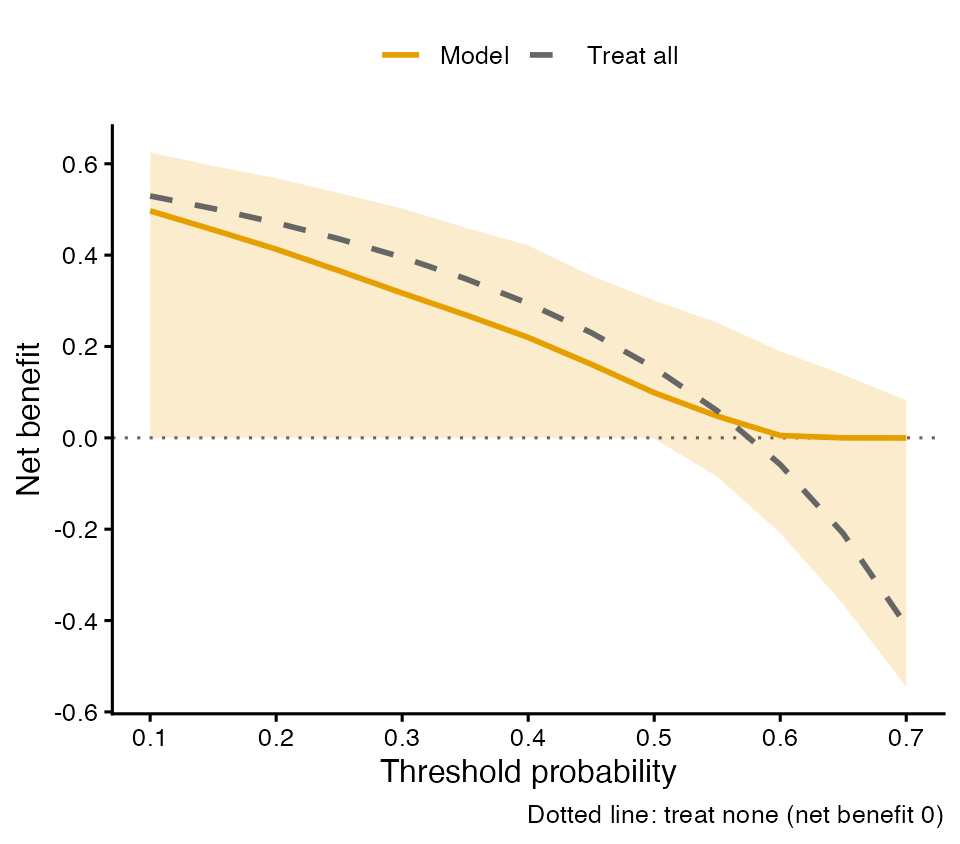 Model Treat all
0.6
0.4
0.2
0.0
-0.2
-0.4
-0.6
Net benefit
0.1 0.2 0.3 0.4 0.5 0.6 0.7
Threshold probability
Dotted line: treat none (net benefit 0)